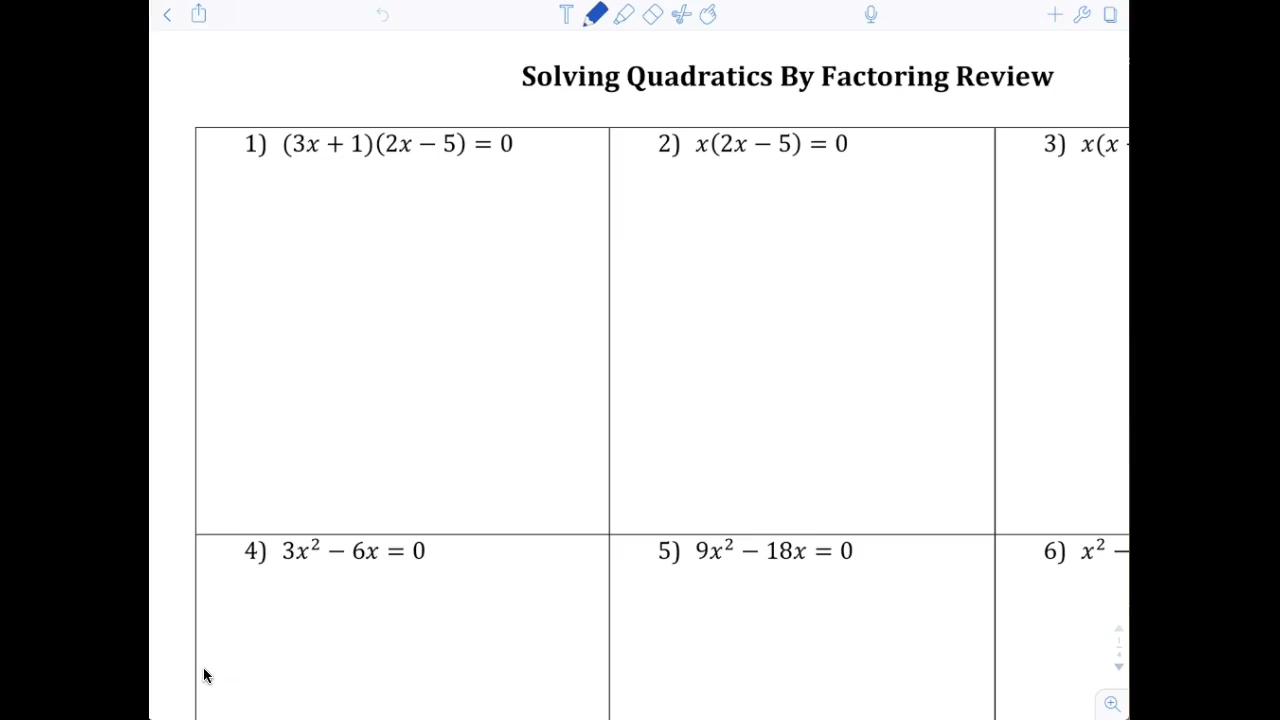 Solving Quadratics By Factoring Review
1) (3x + 1)(2x − 5) = 0
2) x(2x − 5) = 0
3) x(x
4) 3x² − 6x = 0
5) 9x² − 18x = 0
6) x² −